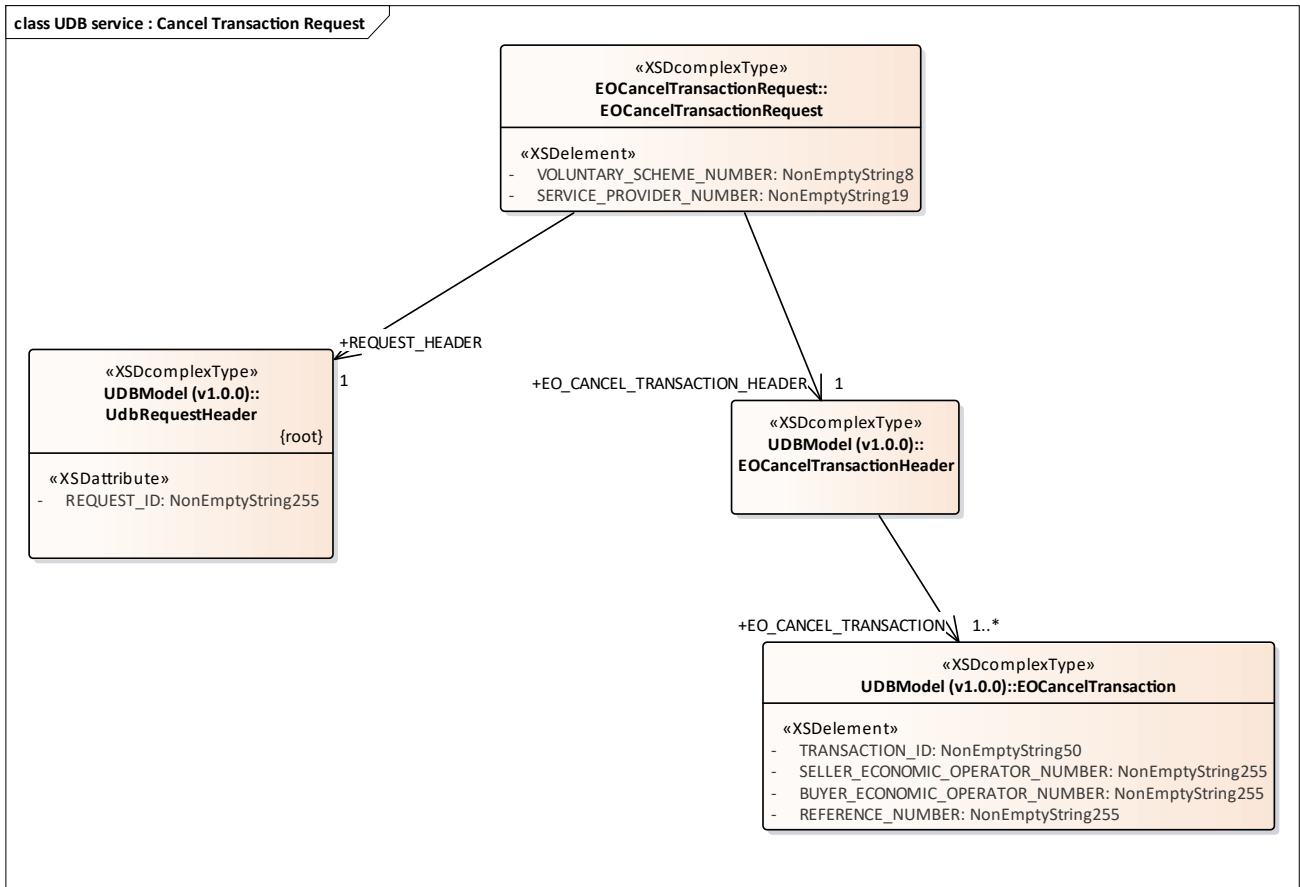 class UDB service : Cancel Transaction Request
«XSDcomplexType»
EOCancelTransactionRequest::
EOCancelTransactionRequest
«XSDelement»
- VOLUNTARY_SCHEME_NUMBER: NonEmptyString8
- SERVICE_PROVIDER_NUMBER: NonEmptyString19
+REQUEST_HEADER
1
«XSDcomplexType»
UDBModel (v1.0.0)::
UdbRequestHeader
{root}
«XSDattribute»
- REQUEST_ID: NonEmptyString255
+EO_CANCEL_TRANSACTION_HEADER
1
«XSDcomplexType»
UDBModel (v1.0.0)::
EOCancelTransactionHeader
+EO_CANCEL_TRANSACTION
1..*
«XSDcomplexType»
UDBModel (v1.0.0)::EOCancelTransaction
«XSDelement»
- TRANSACTION_ID: NonEmptyString50
- SELLER_ECONOMIC_OPERATOR_NUMBER: NonEmptyString255
- BUYER_ECONOMIC_OPERATOR_NUMBER: NonEmptyString255
- REFERENCE_NUMBER: NonEmptyString255